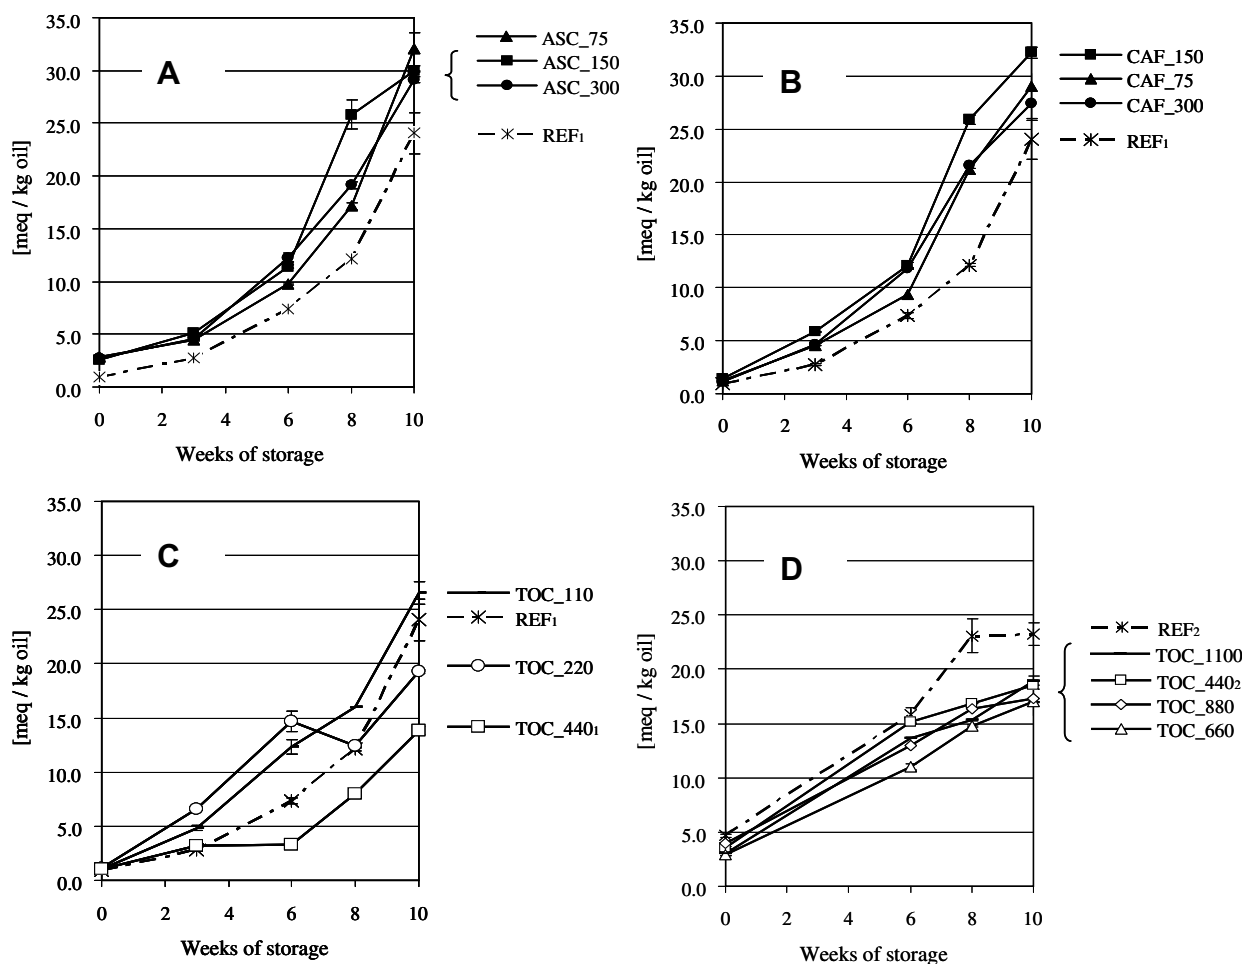 A
[meq / kg oil]
35.0
30.0
25.0
20.0
15.0
10.0
5.0
0.0
0 2 4 6 8 10
Weeks of storage
ASC_75
ASC_150
ASC_300
REF1
B
[meq / kg oil]
35.0
30.0
25.0
20.0
15.0
10.0
5.0
0.0
0 2 4 6 8 10
Weeks of storage
CAF_150
CAF_75
CAF_300
REF1
C
[meq / kg oil]
35.0
30.0
25.0
20.0
15.0
10.0
5.0
0.0
0 2 4 6 8 10
Weeks of storage
TOC_110
REF1
TOC_220
TOC_4401
D
[meq / kg oil]
35.0
30.0
25.0
20.0
15.0
10.0
5.0
0.0
0 2 4 6 8 10
Weeks of storage
REF2
TOC_1100
TOC_4402
TOC_880
TOC_660